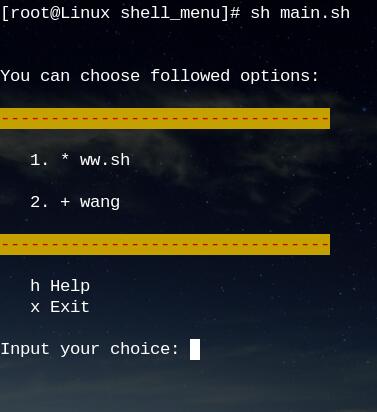 [root@Linux shell_menu]# sh main.sh
You can choose followed options:
---------------------------------
1. * ww.sh
2. + wang
---------------------------------
h Help
x Exit
Input your choice: